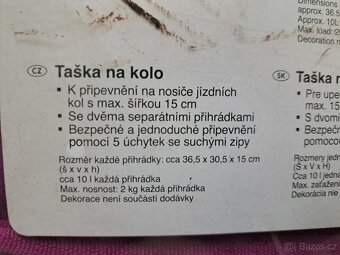 Dimensions
approx. 36,5
Approx. 10L
Max. load: 2
Decoration n
CZ Taška na kolo
• K připevnění na nosiče jízdních
kol s max. šířkou 15 cm
• Se dvěma separátními přihrádkami
• Bezpečné a jednoduché připevnění
pomocí 5 úchytek se suchými zipy
Rozměr každé přihrádky: cca 36,5 x 30,5 x 15 cm
(š x v x h)
cca 10 l každá přihrádka
Max. nosnost: 2 kg každá přihrádka
Dekorace není součástí dodávky
SK Taška n
• Pre upe
max. 15
• S dvomi
• Bezpečn
pomoco
Rozmery jedn
(Š x V x H)
Cca 10 l jedna
Max. zaťažen
Dekorácia nie
bazos.cz